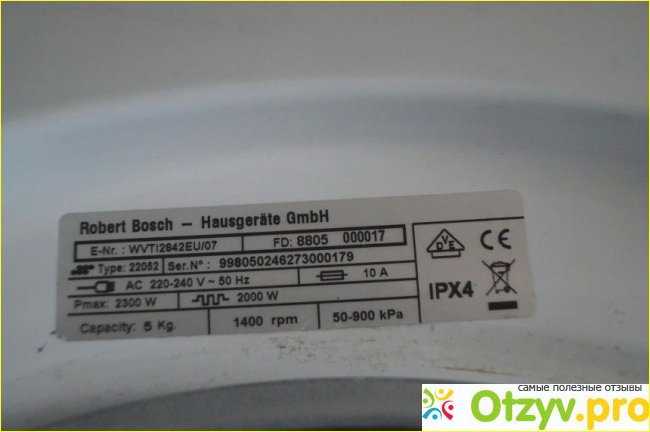 Robert Bosch – Hausgeräte GmbH
E-Nr.: WVTI2842EU/07 FD: 8805 000017
Type: 22052 Ser.N° : 998050246273000179
AC 220-240 V ~ 50 Hz 10 A
Pmax: 2300 W 2000 W
Capacity: 5 Kg. 1400 rpm 50-900 kPa
DVE
CE
IPX4
самые полезные отзывы
Otzyv.pro